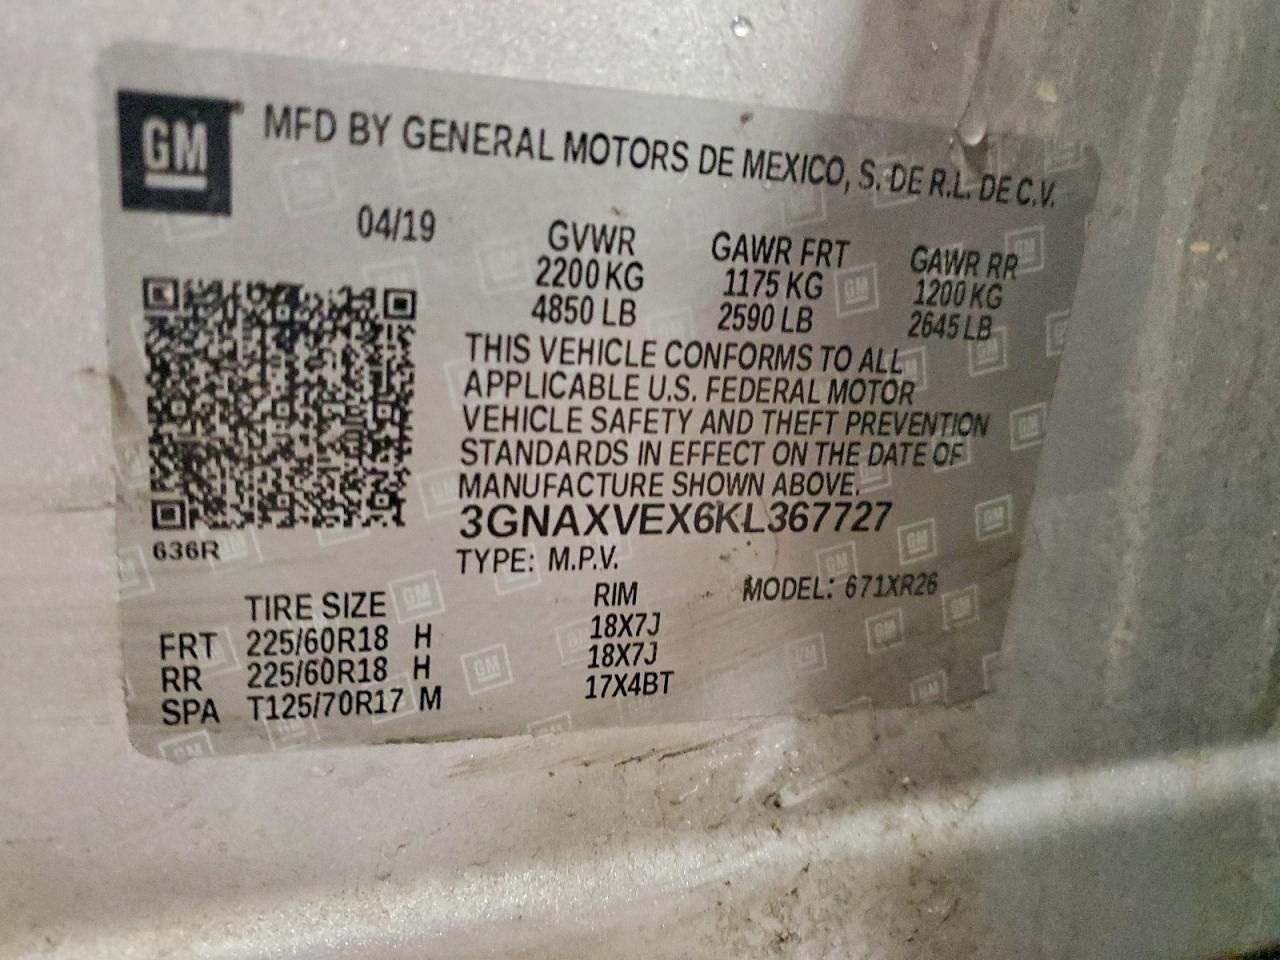 GM MFD BY GENERAL MOTORS DE MEXICO, S. DE R.L. DE C.V.
04/19 GVWR GAWR FRT GAWR RR
2200 KG 1175 KG 1200 KG
4850 LB 2590 LB 2645 LB
THIS VEHICLE CONFORMS TO ALL
APPLICABLE U.S. FEDERAL MOTOR
VEHICLE SAFETY AND THEFT PREVENTION
STANDARDS IN EFFECT ON THE DATE OF
MANUFACTURE SHOWN ABOVE.
3GNAXVEX6KL367727
636R
TYPE: M.P.V. MODEL: 671XR26
TIRE SIZE RIM
FRT 225/60R18 H 18X7J
RR 225/60R18 H 18X7J
SPA T125/70R17 M 17X4BT